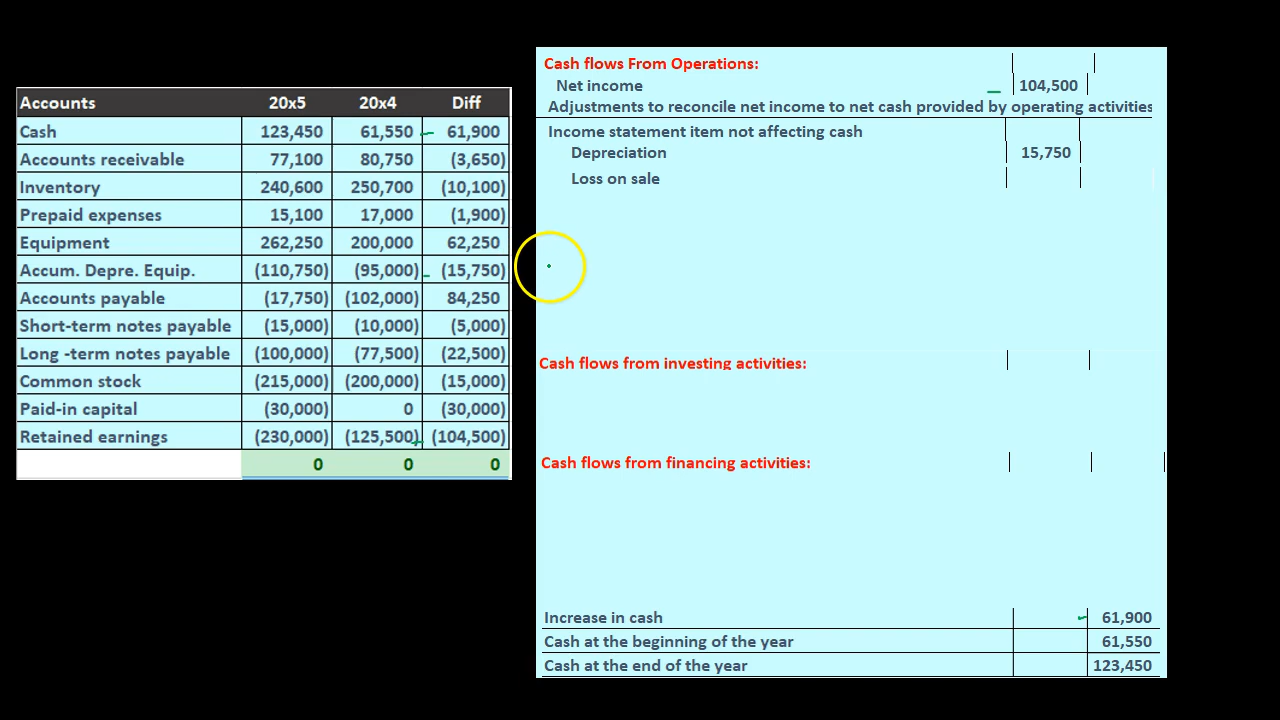 Accounts 20x5 20x4 Diff
Cash 123,450 61,550 61,900
Accounts receivable 77,100 80,750 (3,650)
Inventory 240,600 250,700 (10,100)
Prepaid expenses 15,100 17,000 (1,900)
Equipment 262,250 200,000 62,250
Accum. Depre. Equip. (110,750) (95,000) (15,750)
Accounts payable (17,750) (102,000) 84,250
Short-term notes payable (15,000) (10,000) (5,000)
Long -term notes payable (100,000) (77,500) (22,500)
Common stock (215,000) (200,000) (15,000)
Paid-in capital (30,000) 0 (30,000)
Retained earnings (230,000) (125,500) (104,500)
0 0 0
Cash flows From Operations:
Net income 104,500
Adjustments to reconcile net income to net cash provided by operating activities
Income statement item not affecting cash
Depreciation 15,750
Loss on sale
Cash flows from investing activities:
Cash flows from financing activities:
Increase in cash 61,900
Cash at the beginning of the year 61,550
Cash at the end of the year 123,450